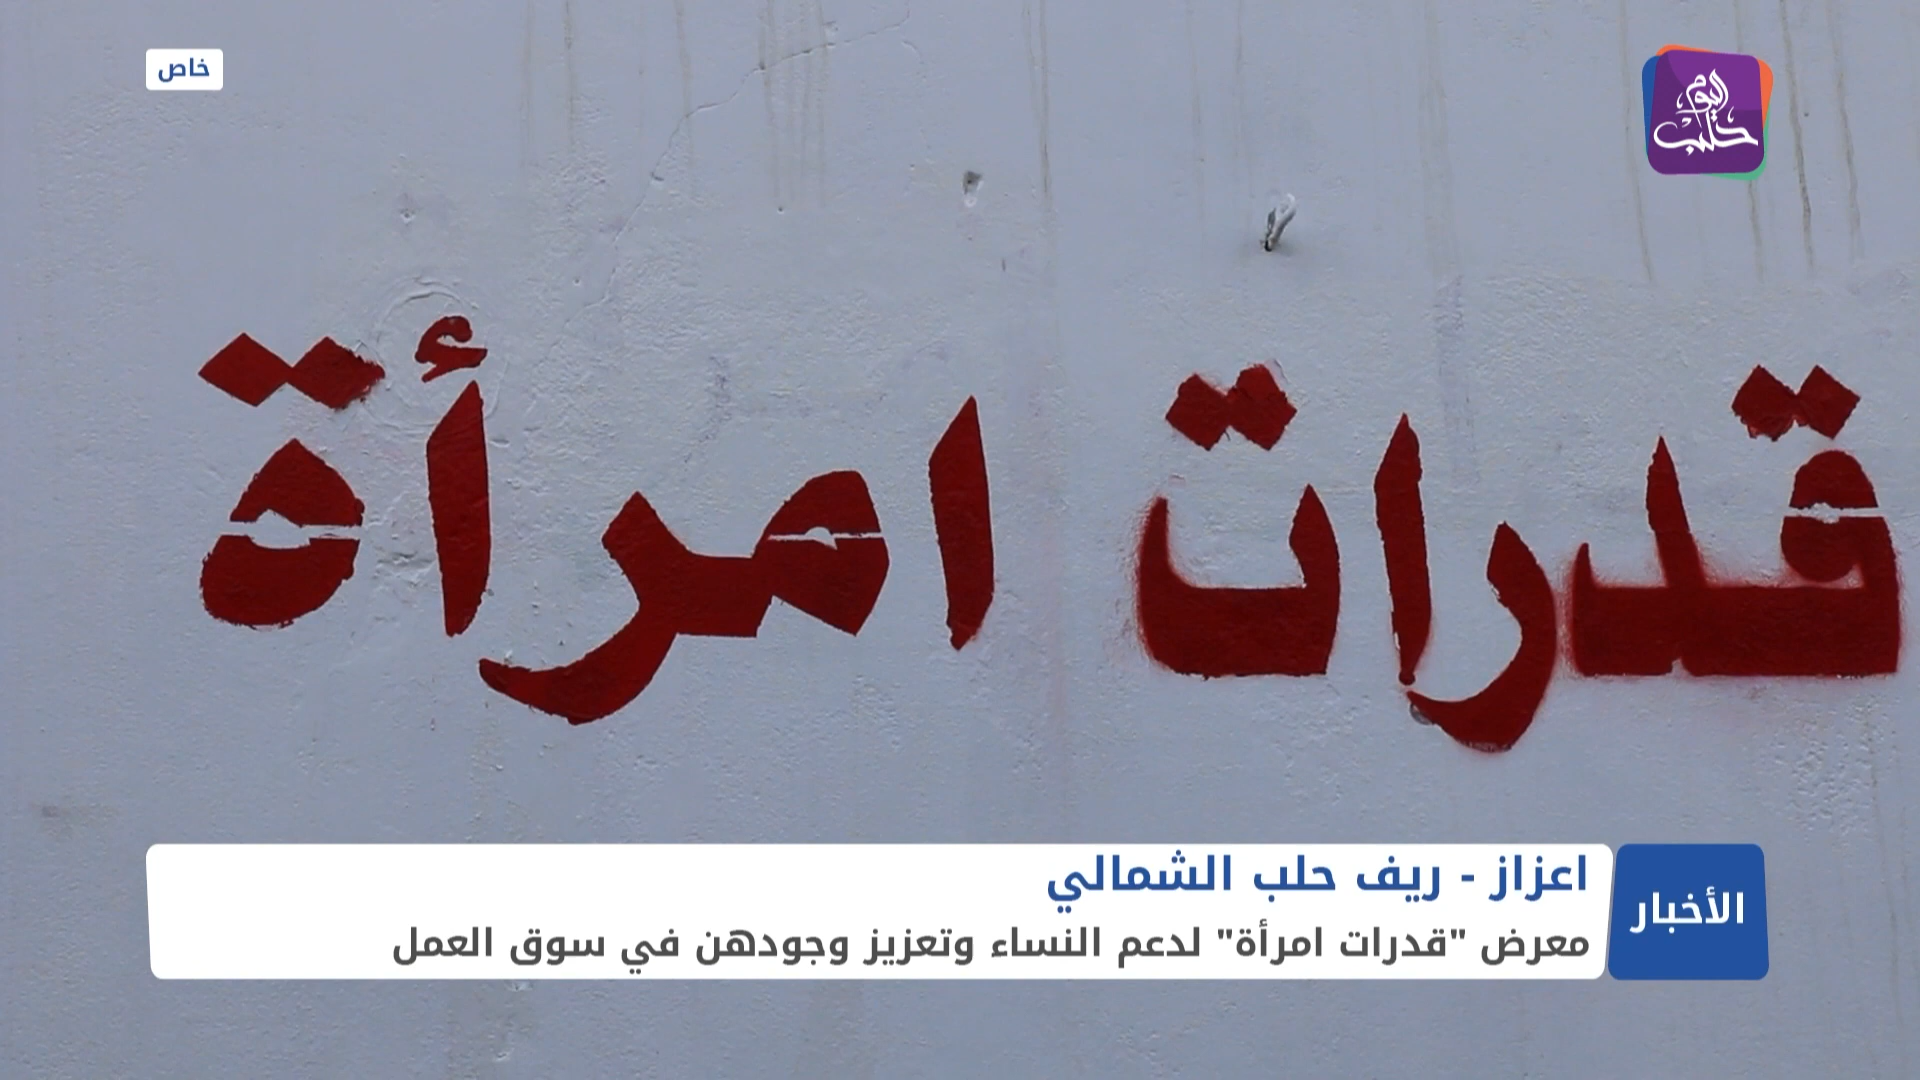 خاص
حلب
اليوم
قدرات امرأة
اعزاز - ريف حلب الشمالي
الأخبار
معرض "قدرات امرأة" لدعم النساء وتعزيز وجودهن في سوق العمل